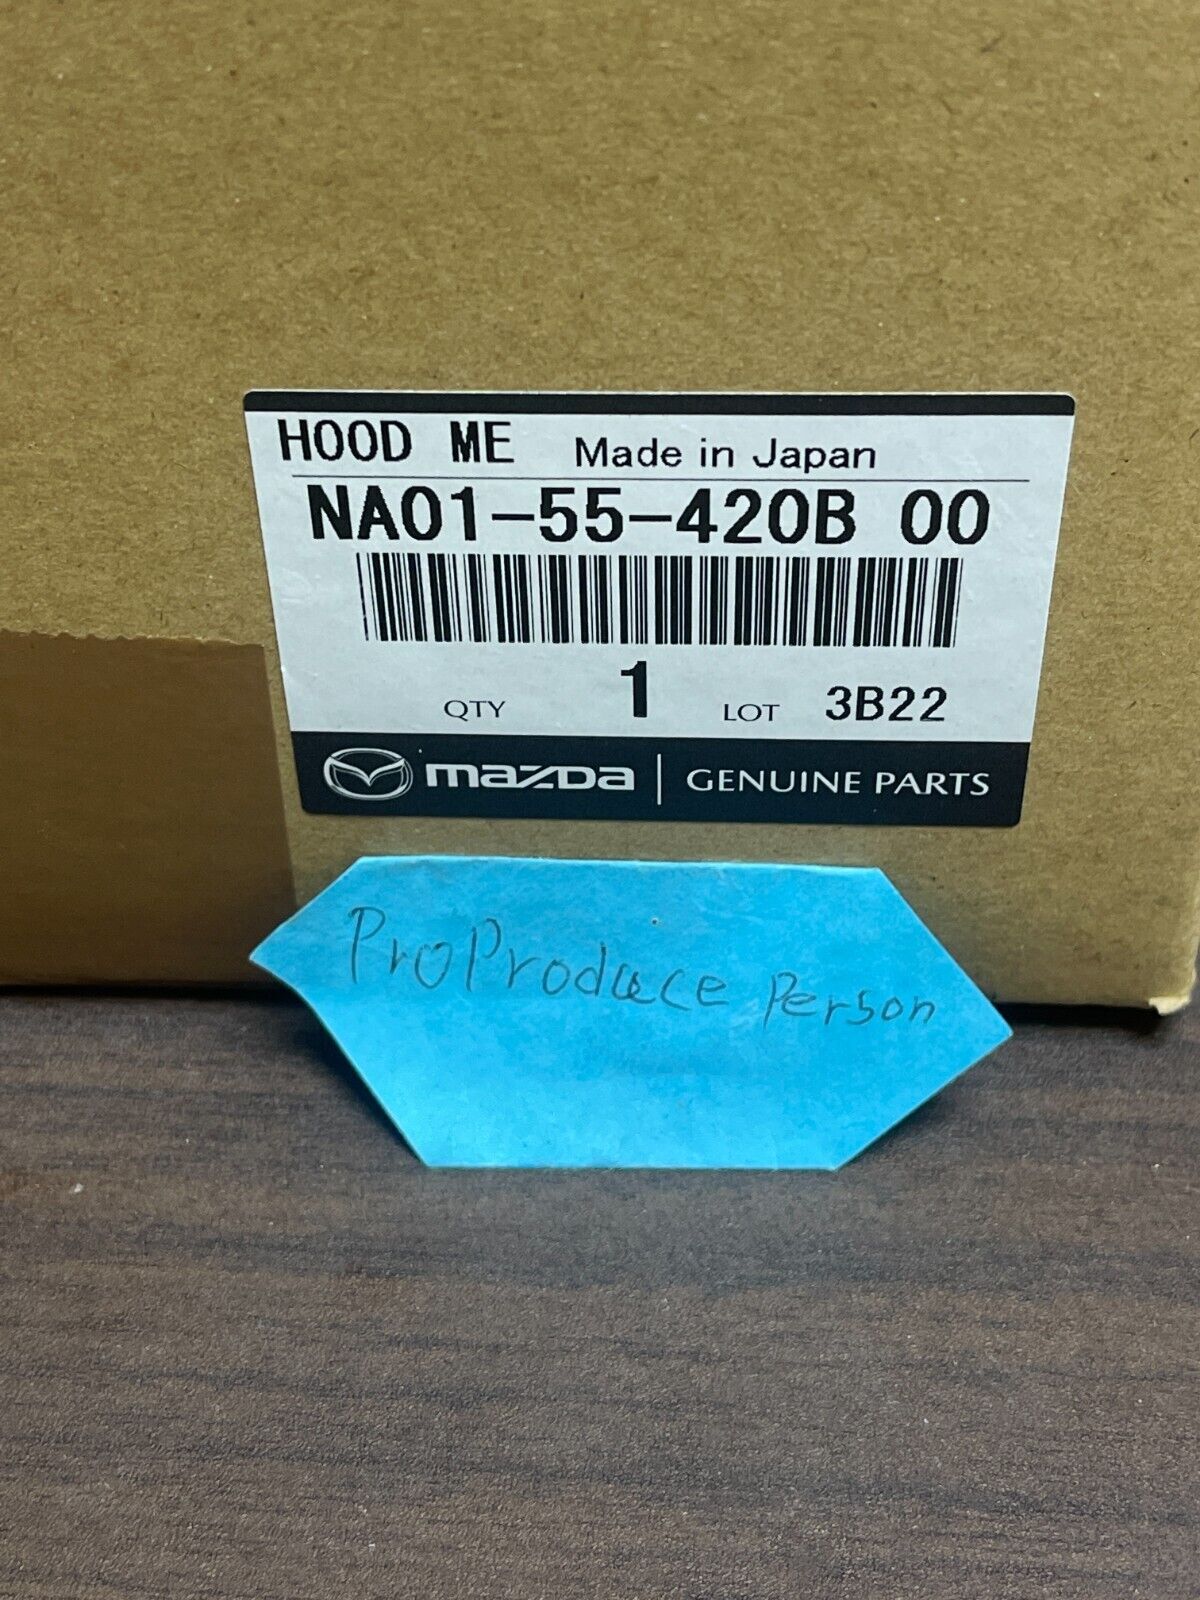 HOOD ME Made in Japan
NA01-55-420B 00
QTY 1 LOT 3B22
mazda | GENUINE PARTS
ProProduce person